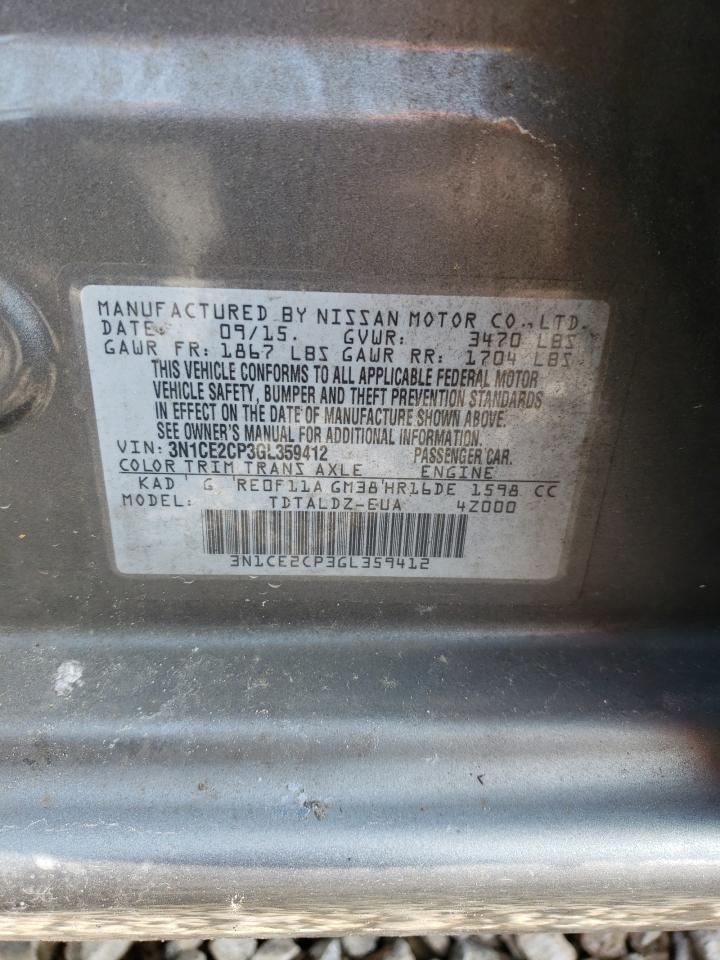 MANUFACTURED BY NISSAN MOTOR CO., LTD.
DATE: 09/15. GVWR: 3470 LBS
GAWR FR: 1867 LBS GAWR RR: 1704 LBS
THIS VEHICLE CONFORMS TO ALL APPLICABLE FEDERAL MOTOR
VEHICLE SAFETY, BUMPER AND THEFT PREVENTION STANDARDS
IN EFFECT ON THE DATE OF MANUFACTURE SHOWN ABOVE.
SEE OWNER'S MANUAL FOR ADDITIONAL INFORMATION.
VIN: 3N1CE2CP3GL359412 PASSENGER CAR.
COLOR TRIM TRANS AXLE ENGINE
KAD G RE0F11A GM38 HR16DE 1598 CC
MODEL: TDTALDZ-EUA 4Z000
3N1CE2CP3GL359412